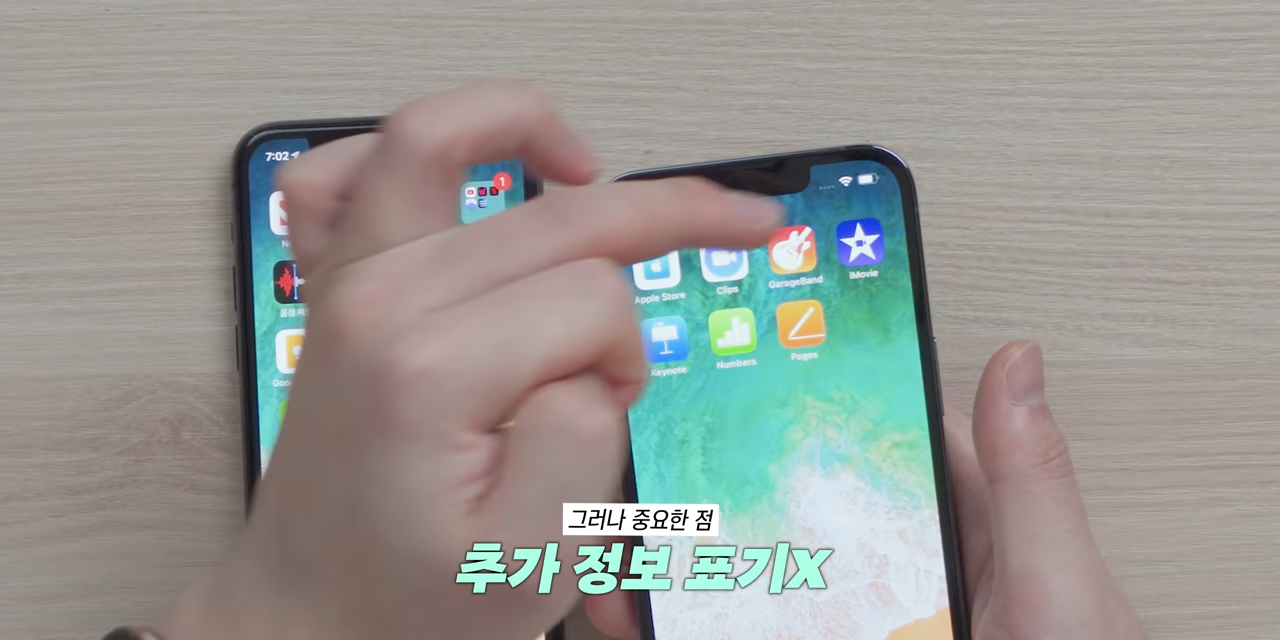 7:02
1
Apple Store
Clips
GarageBand
iMovie
Keynote
Numbers
Pages
그러나 중요한 점
추가 정보 표기X